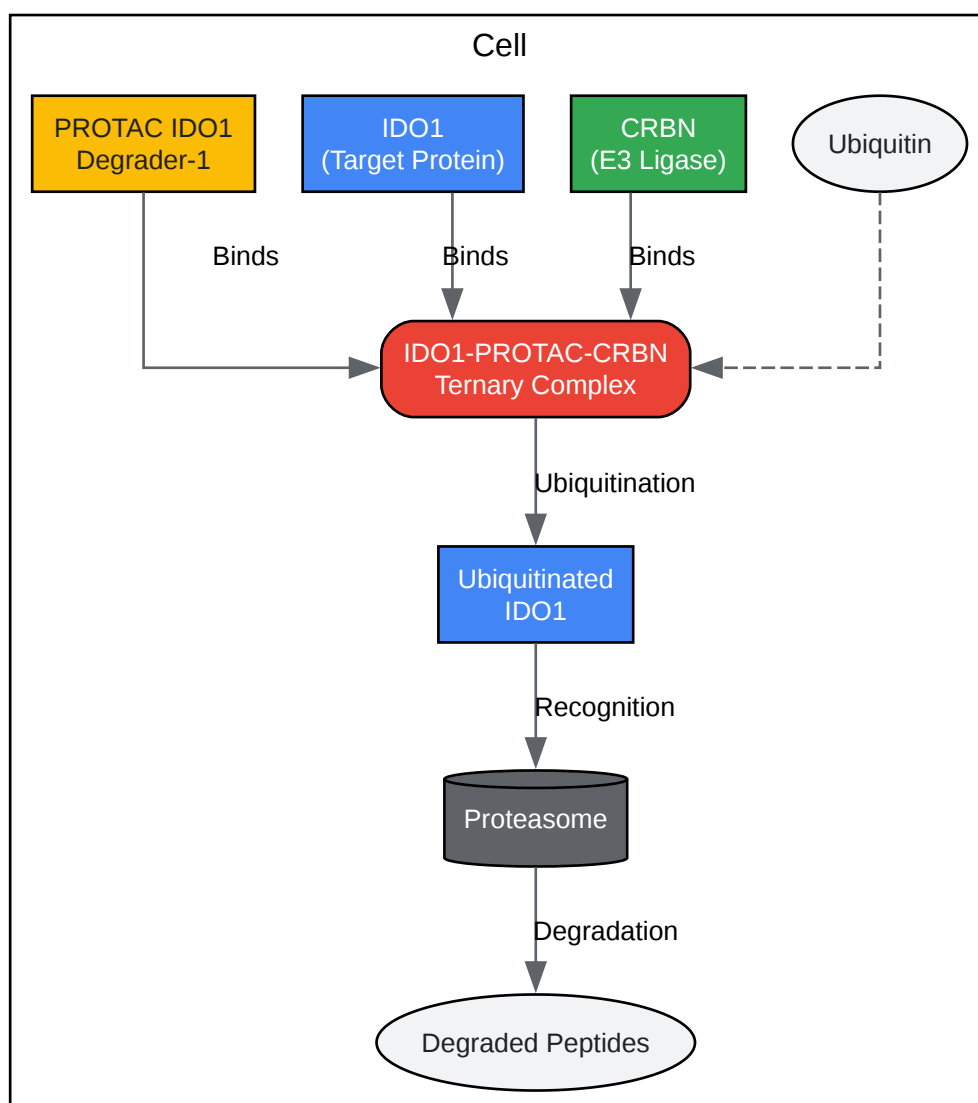 Cell
PROTAC IDO1
Degrader-1
IDO1
(Target Protein)
CRBN
(E3 Ligase)
Ubiquitin
Binds
Binds
Binds
IDO1-PROTAC-CRBN
Ternary Complex
Ubiquitination
Ubiquitinated
IDO1
Recognition
Proteasome
Degradation
Degraded Peptides